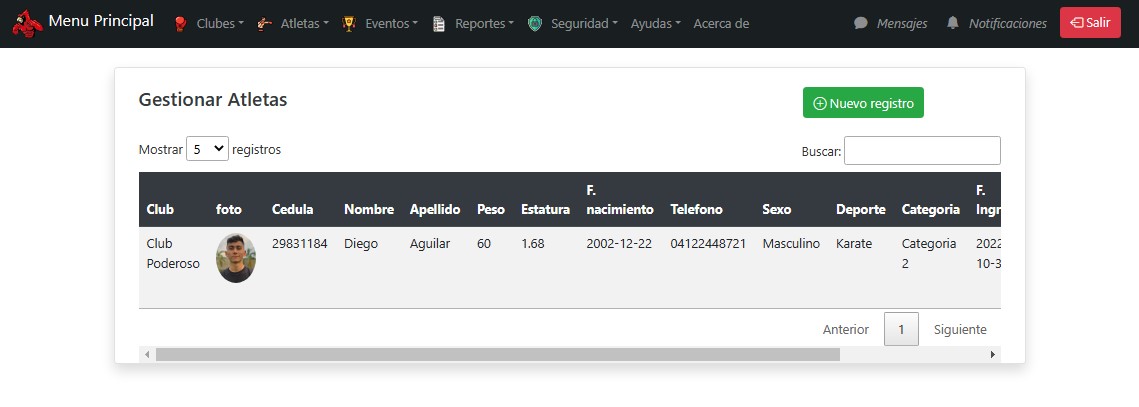 Menu Principal Clubes Atletas Eventos Reportes Seguridad Ayudas Acerca de Mensajes Notificaciones Salir
Gestionar Atletas Nuevo registro
Mostrar 5 registros Buscar:
Club foto Cedula Nombre Apellido Peso Estatura F. nacimiento Telefono Sexo Deporte Categoria F. Ingr
Club Poderoso 29831184 Diego Aguilar 60 1.68 2002-12-22 04122448721 Masculino Karate Categoria 2 2022 10-3
Anterior 1 Siguiente